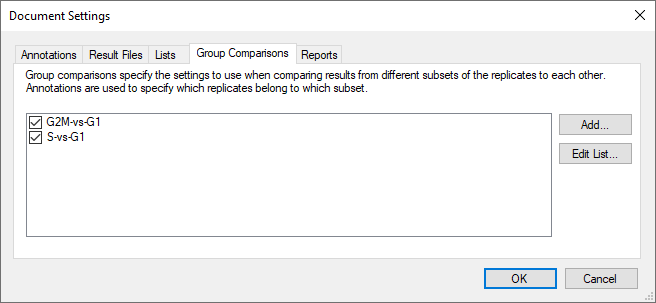 Document Settings
Annotations Result Files Lists Group Comparisons Reports
Group comparisons specify the settings to use when comparing results from different subsets of the replicates to each other.
Annotations are used to specify which replicates belong to which subset.
G2M-vs-G1
S-vs-G1
Add...
Edit List...
OK Cancel